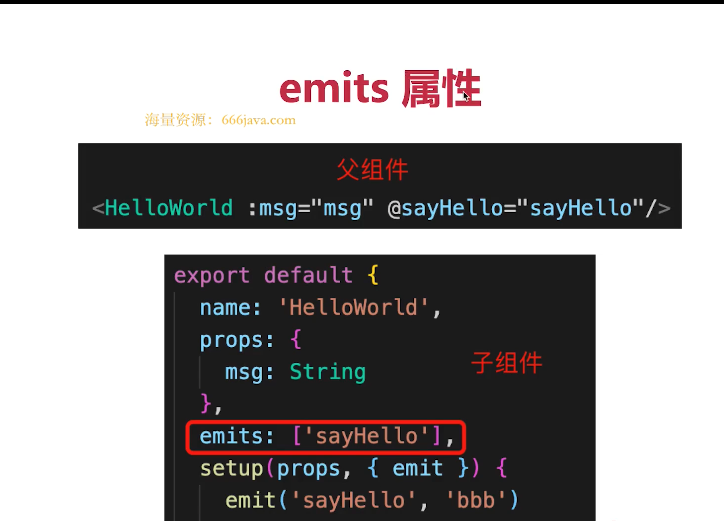 emits 属性
海量资源：666java.com
父组件
<HelloWorld :msg="msg" @sayHello="sayHello"/>
export default {
name: 'HelloWorld',
props: {
子组件
msg: String
},
emits: ['sayHello'],
setup(props, { emit }) {
emit('sayHello', 'bbb')